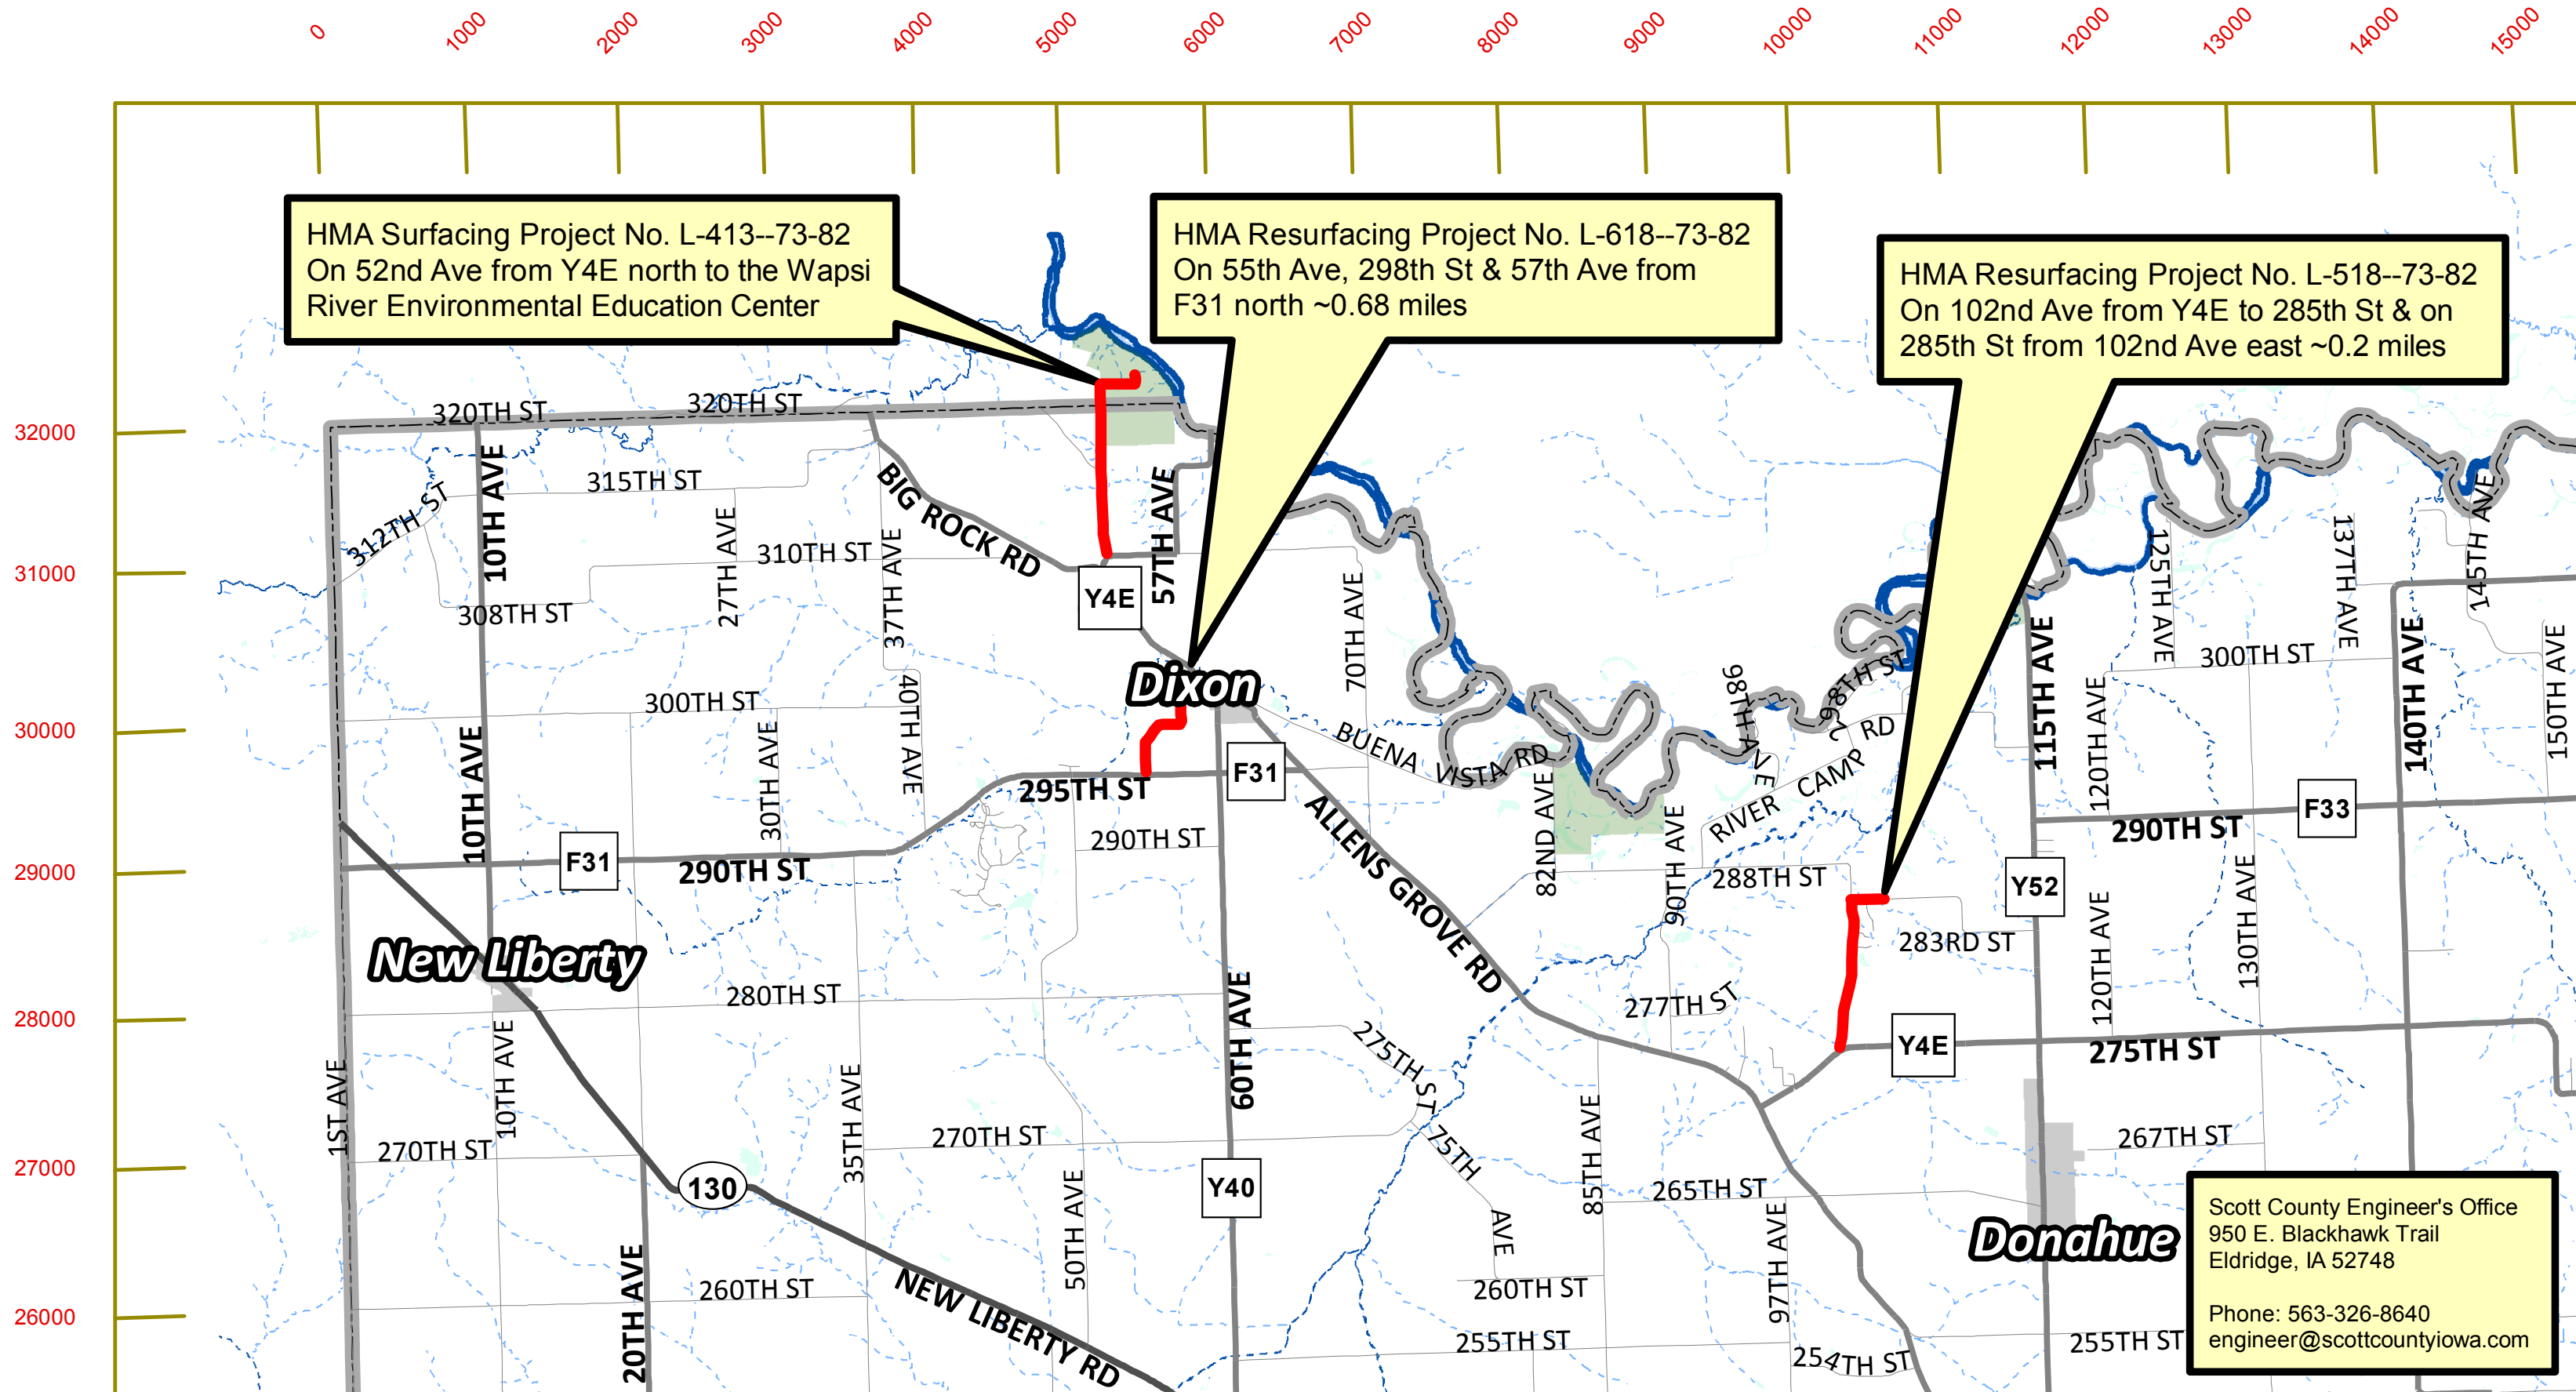 0
1000
2000
3000
4000
5000
6000
7000
8000
9000
10000
11000
12000
13000
14000
15000
HMA Surfacing Project No. L-413--73-82
On 52nd Ave from Y4E north to the Wapsi
River Environmental Education Center
HMA Resurfacing Project No. L-618--73-82
On 55th Ave, 298th St & 57th Ave from
F31 north ~0.68 miles
HMA Resurfacing Project No. L-518--73-82
On 102nd Ave from Y4E to 285th St & on
285th St from 102nd Ave east ~0.2 miles
32000
31000
30000
29000
28000
27000
26000
320TH ST
320TH ST
312TH ST
10TH AVE
315TH ST
27TH AVE
BIG ROCK RD
37TH AVE
310TH ST
308TH ST
57TH AVE
Y4E
70TH AVE
Dixon
300TH ST
40TH AVE
10TH AVE
30TH AVE
295TH ST
F31
290TH ST
F31
290TH ST
BUENA VISTA RD
82ND AVE
ALLENS GROVE RD
98TH AVE
298TH ST
RIVER CAMP RD
90TH AVE
288TH ST
115TH AVE
125TH AVE
137TH AVE
145TH AVE
300TH ST
120TH AVE
140TH AVE
150TH AVE
F33
290TH ST
Y52
130TH AVE
120TH AVE
283RD ST
New Liberty
280TH ST
277TH ST
Y4E
275TH ST
60TH AVE
275TH ST
1ST AVE
10TH AVE
35TH AVE
270TH ST
270TH ST
75TH AVE
85TH AVE
267TH ST
130
Y40
50TH AVE
265TH ST
97TH AVE
Donahue
20TH AVE
260TH ST
NEW LIBERTY RD
260TH ST
255TH ST
254TH ST
255TH ST
Scott County Engineer's Office
950 E. Blackhawk Trail
Eldridge, IA 52748
Phone: 563-326-8640
engineer@scottcountyiowa.com